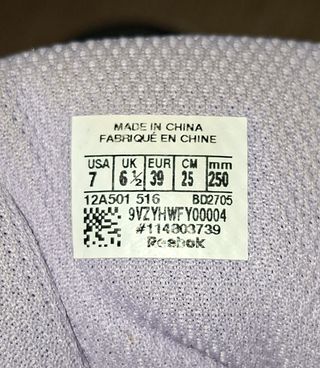 MADE IN CHINA
FABRIQUÉ EN CHINE
USA UK EUR CM mm
7 6 ½ 39 25 250
12A501 516 BD2705
9VZYHWFY00004
#114803739
Reebok